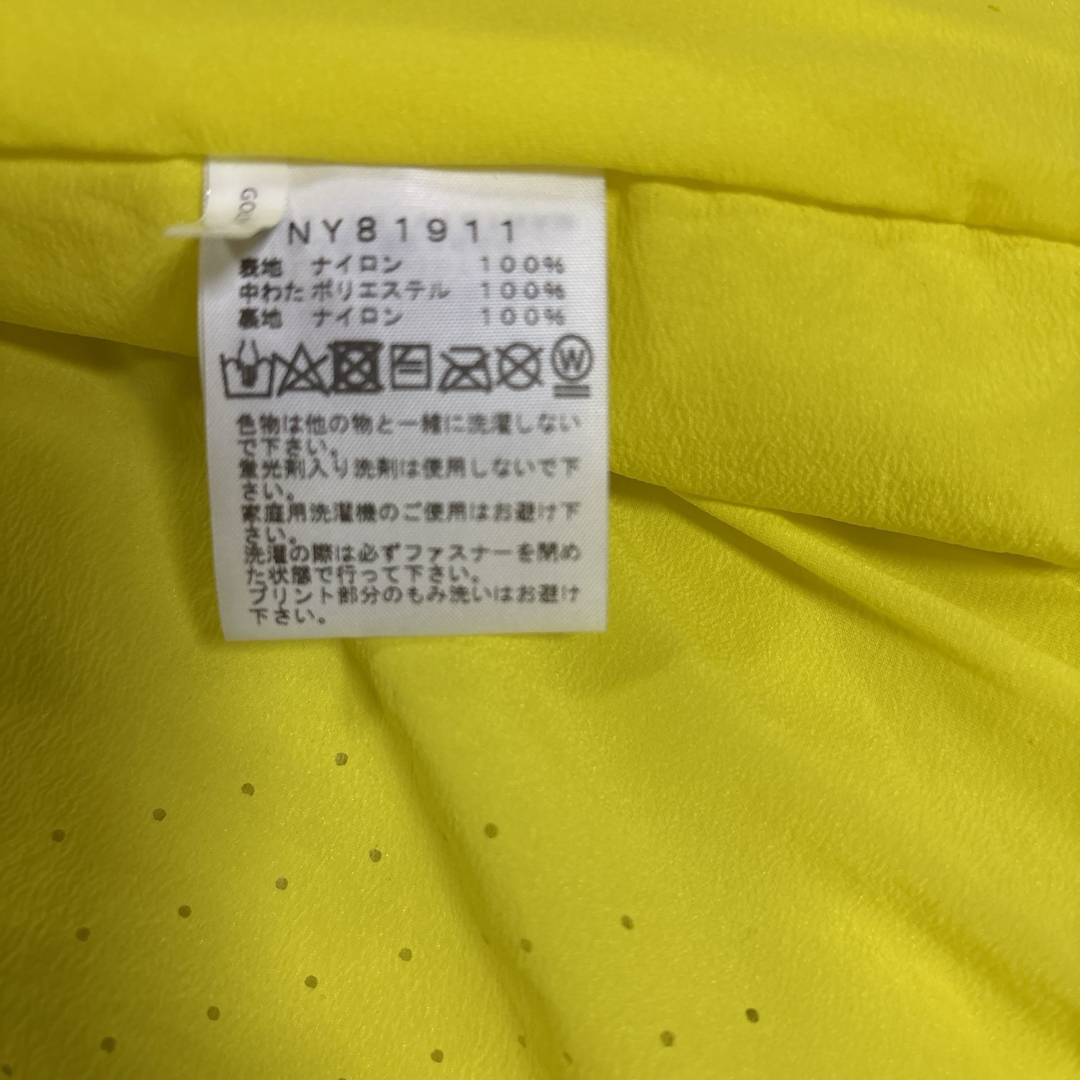 NY81911
表地 ナイロン 100%
中わた ポリエステル 100%
裏地 ナイロン 100%
W
色物は他の物と一緒に洗濯しない
で下さい。
蛍光剤入り洗剤は使用しないで下
さい。
家庭用洗濯機のご使用はお避け下
さい。
洗濯の際は必ずファスナーを閉め
た状態で行って下さい。
プリント部分のもみ洗いはお避け
下さい。